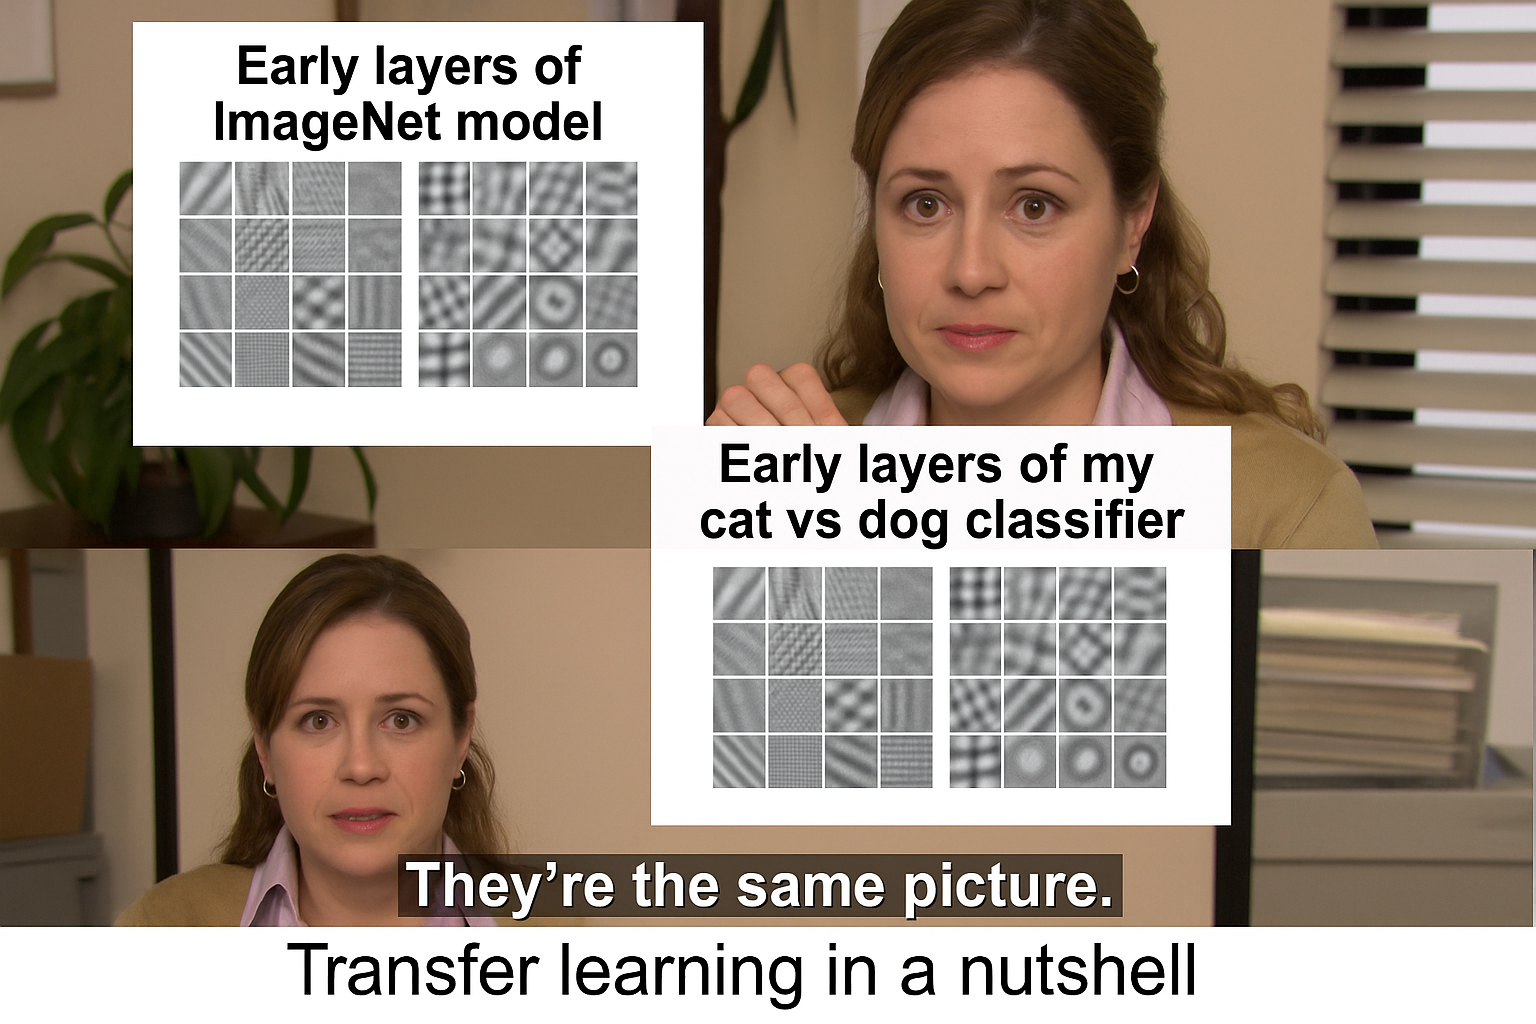 Early layers of
ImageNet model
Early layers of my
cat vs dog classifier
They’re the same picture.
Transfer learning in a nutshell